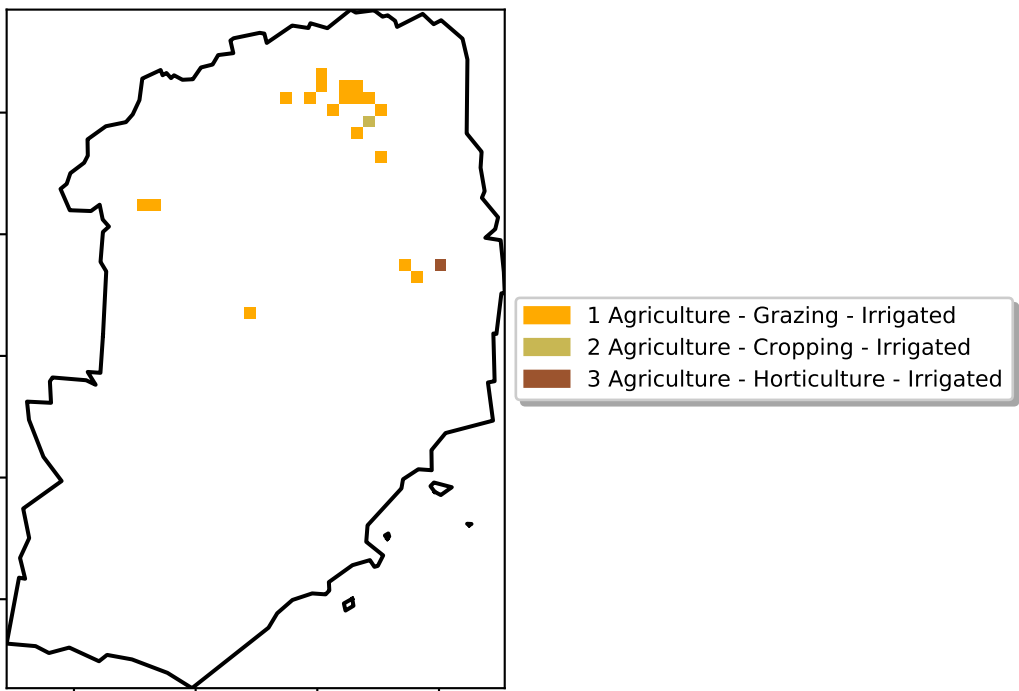 1 Agriculture - Grazing - Irrigated
2 Agriculture - Cropping - Irrigated
3 Agriculture - Horticulture - Irrigated